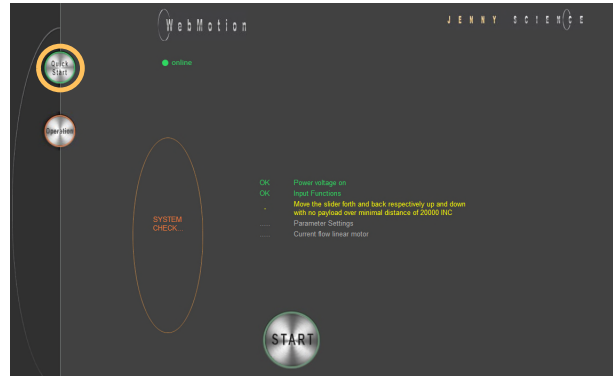 WebMotion
JENNY SCIENCE
Quick
Start
online
Operation
OK Power voltage on
OK Input Functions
- Move the slider forth and back respectively up and down
with no payload over minimal distance of 20000 INC
SYSTEM
CHECK...
.... Parameter Settings
.... Current flow linear motor
START